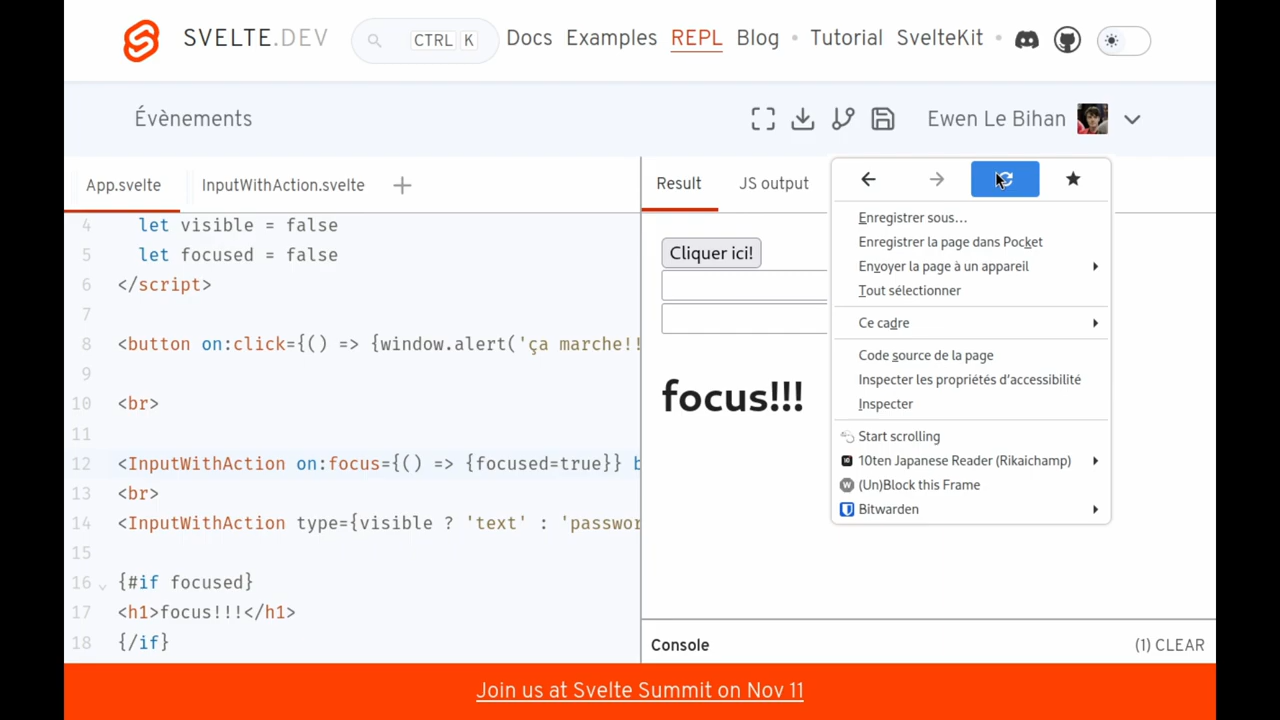 SVELTE.DEV
CTRL K
Docs Examples REPL Blog • Tutorial SvelteKit •
Évènements
Ewen Le Bihan
App.svelte
InputWithAction.svelte
Result
JS output
4 let visible = false
5 let focused = false
6 </script>
7
8 <button on:click={() => {window.alert('ça marche!!
9
10 <br>
11
12 <InputWithAction on:focus={() => {focused=true}} b
13 <br>
14 <InputWithAction type={visible ? 'text' : 'passwor
15
16 {#if focused}
17 <h1>focus!!!</h1>
18 {/if}
Cliquer ici!
focus!!!
Enregistrer sous…
Enregistrer la page dans Pocket
Envoyer la page à un appareil
Tout sélectionner
Ce cadre
Code source de la page
Inspecter les propriétés d’accessibilité
Inspecter
Start scrolling
10ten Japanese Reader (Rikaichamp)
(Un)Block this Frame
Bitwarden
Console
(1) CLEAR
Join us at Svelte Summit on Nov 11